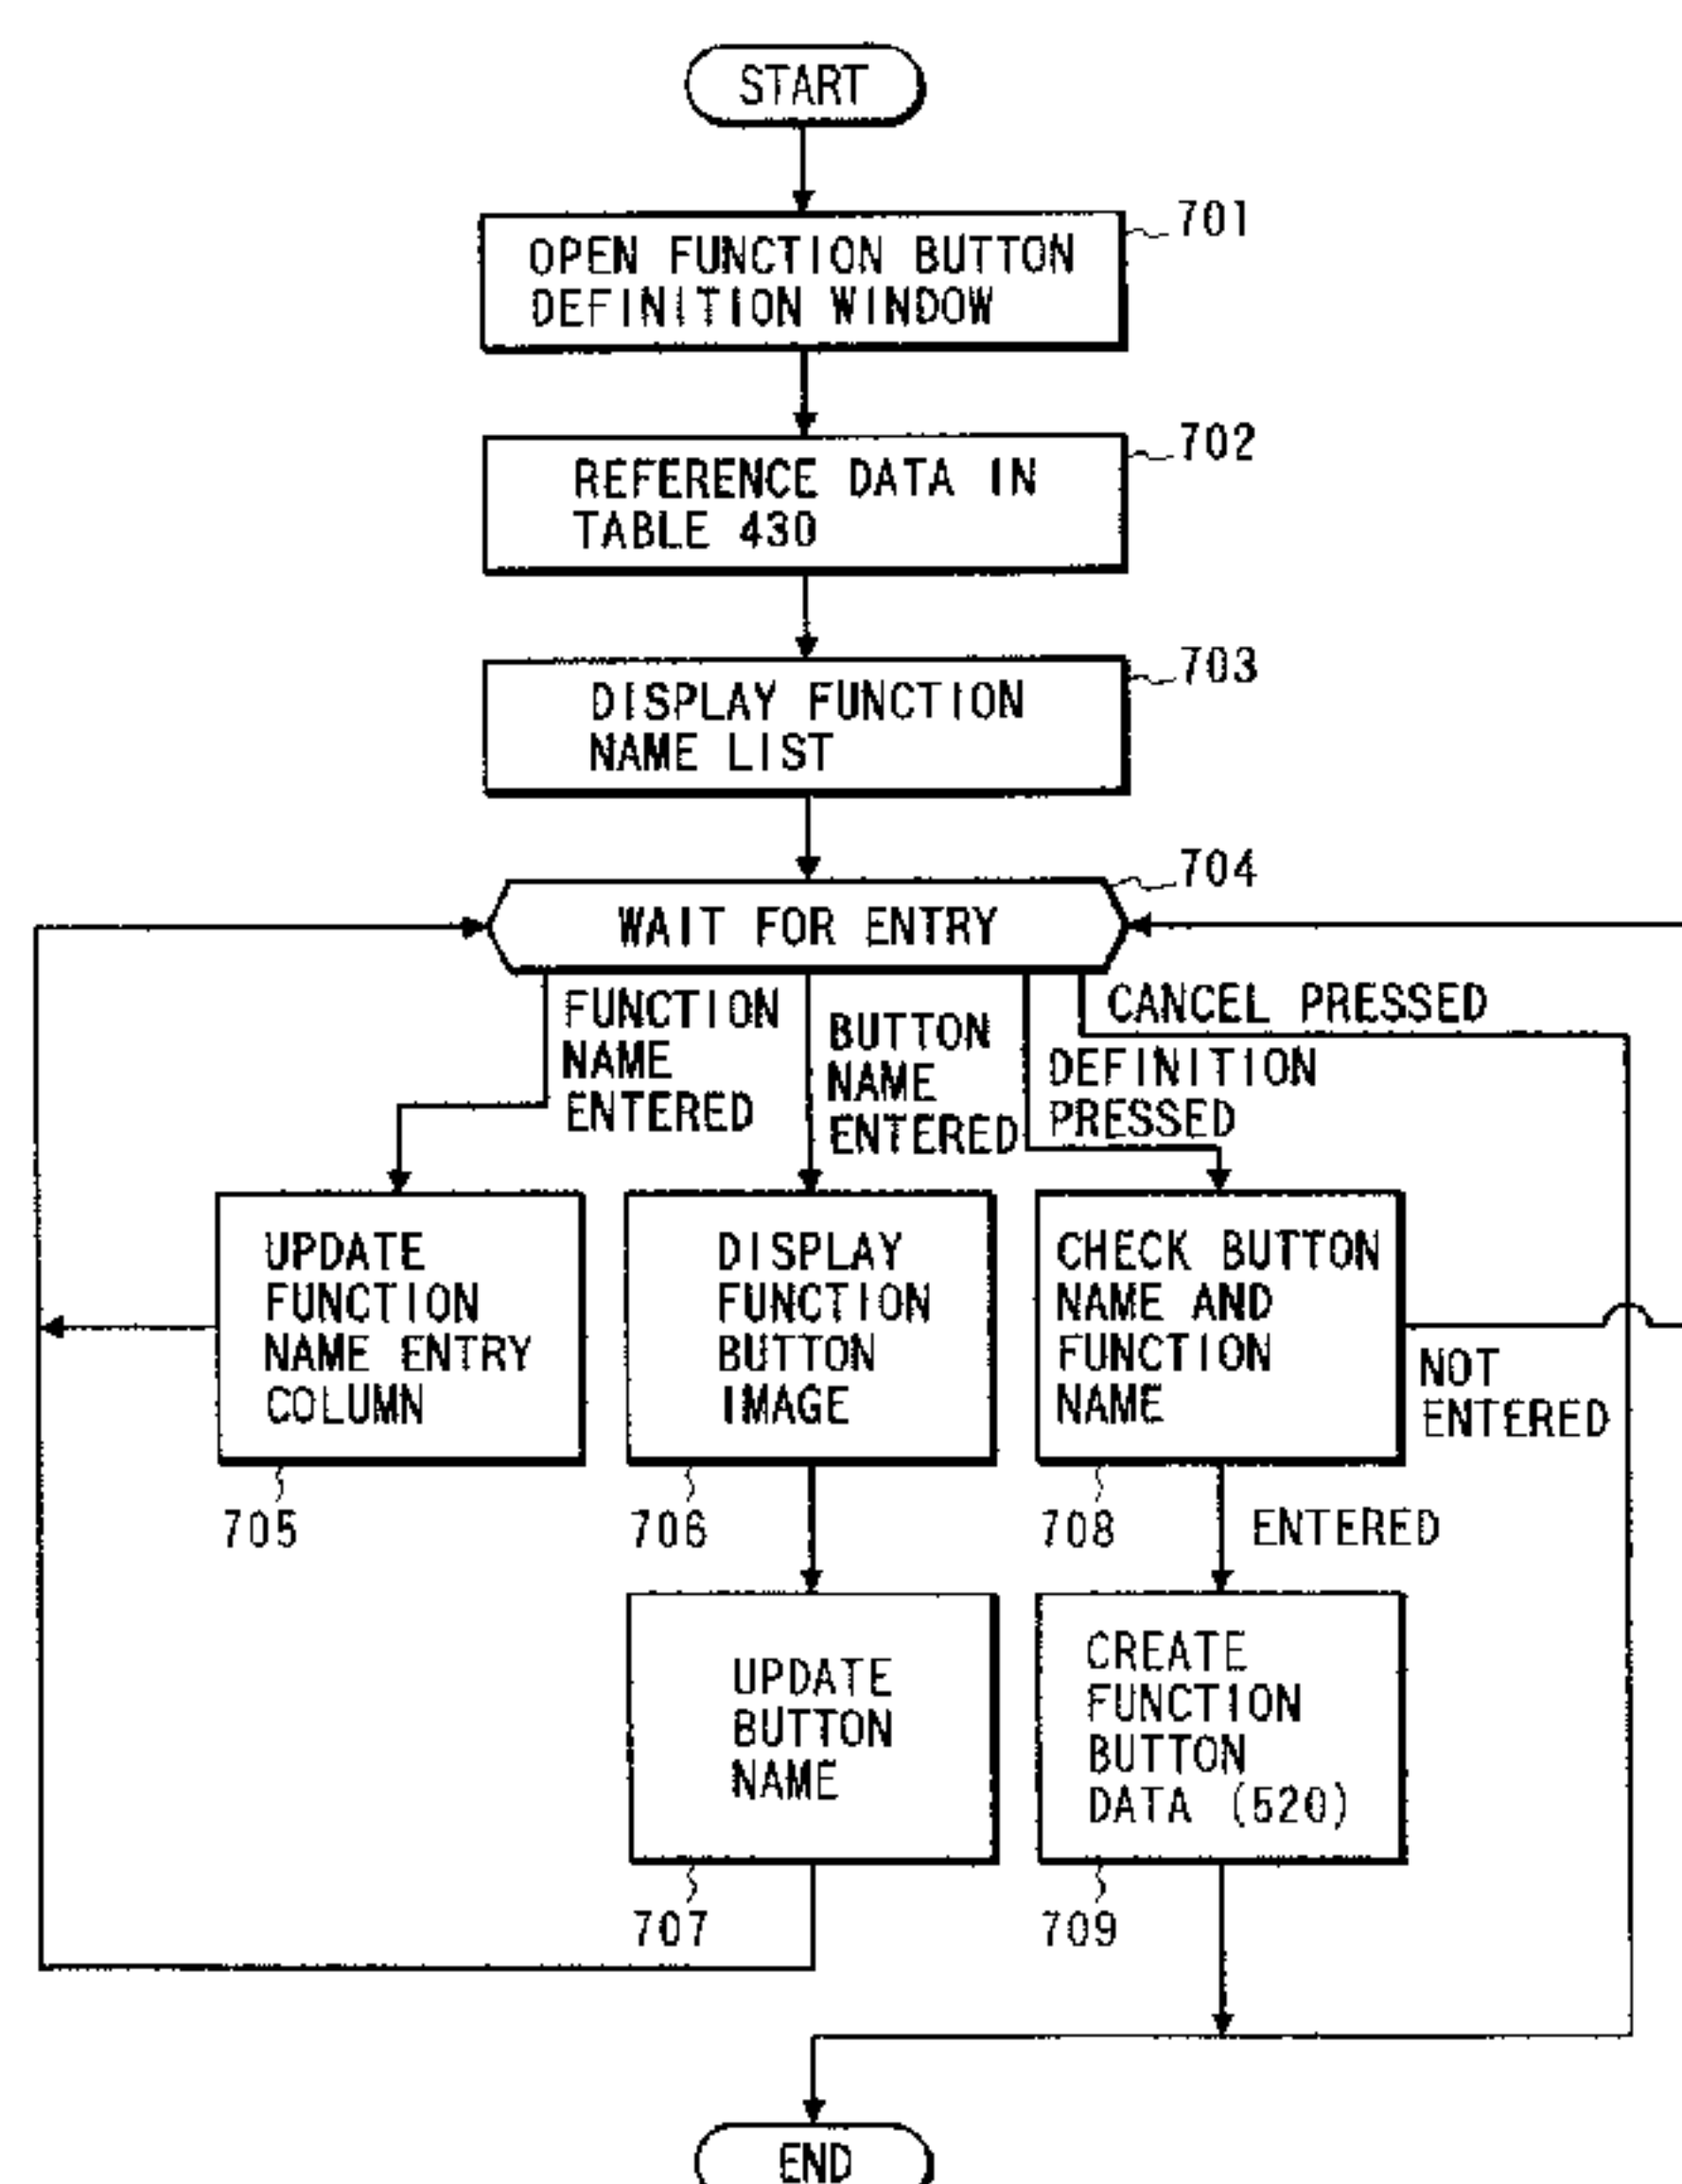 START
701
OPEN FUNCTION BUTTON
DEFINITION WINDOW
702
REFERENCE DATA IN
TABLE 430
703
DISPLAY FUNCTION
NAME LIST
704
WAIT FOR ENTRY
FUNCTION
NAME
ENTERED
BUTTON
NAME
ENTERED
CANCEL PRESSED
DEFINITION
PRESSED
UPDATE
FUNCTION
NAME ENTRY
COLUMN
705
DISPLAY
FUNCTION
BUTTON
IMAGE
706
CHECK BUTTON
NAME AND
FUNCTION
NAME
708
NOT
ENTERED
ENTERED
UPDATE
BUTTON
NAME
707
CREATE
FUNCTION
BUTTON
DATA (520)
709
END